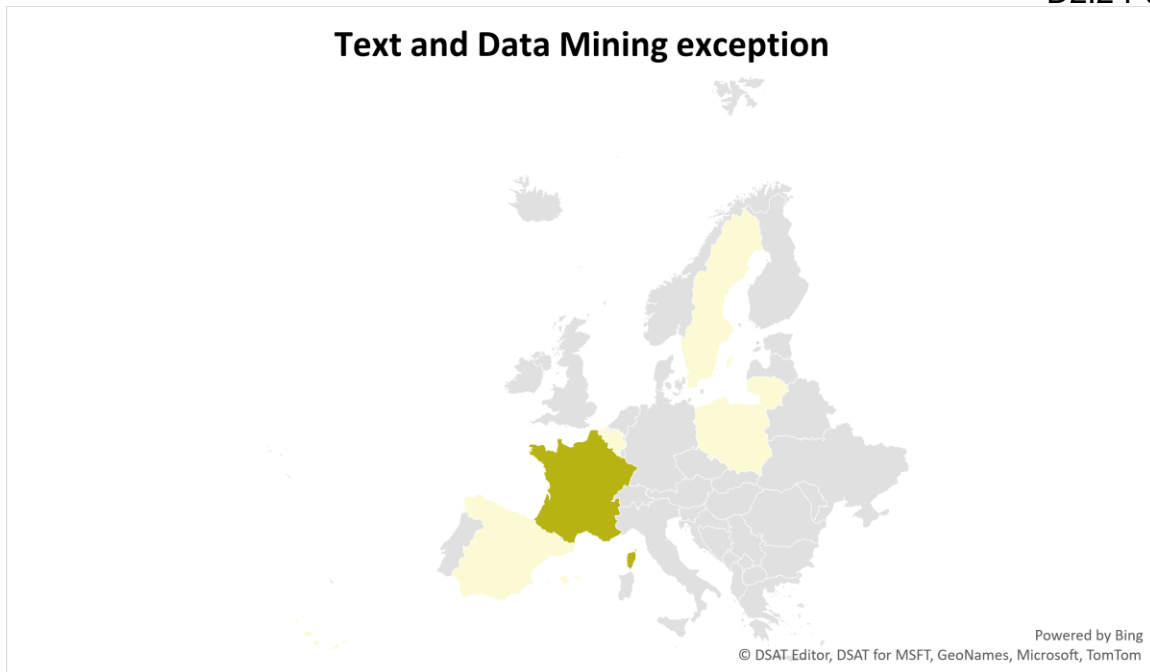 Text and Data Mining exception
Powered by Bing
© DSAT Editor, DSAT for MSFT, GeoNames, Microsoft, TomTom